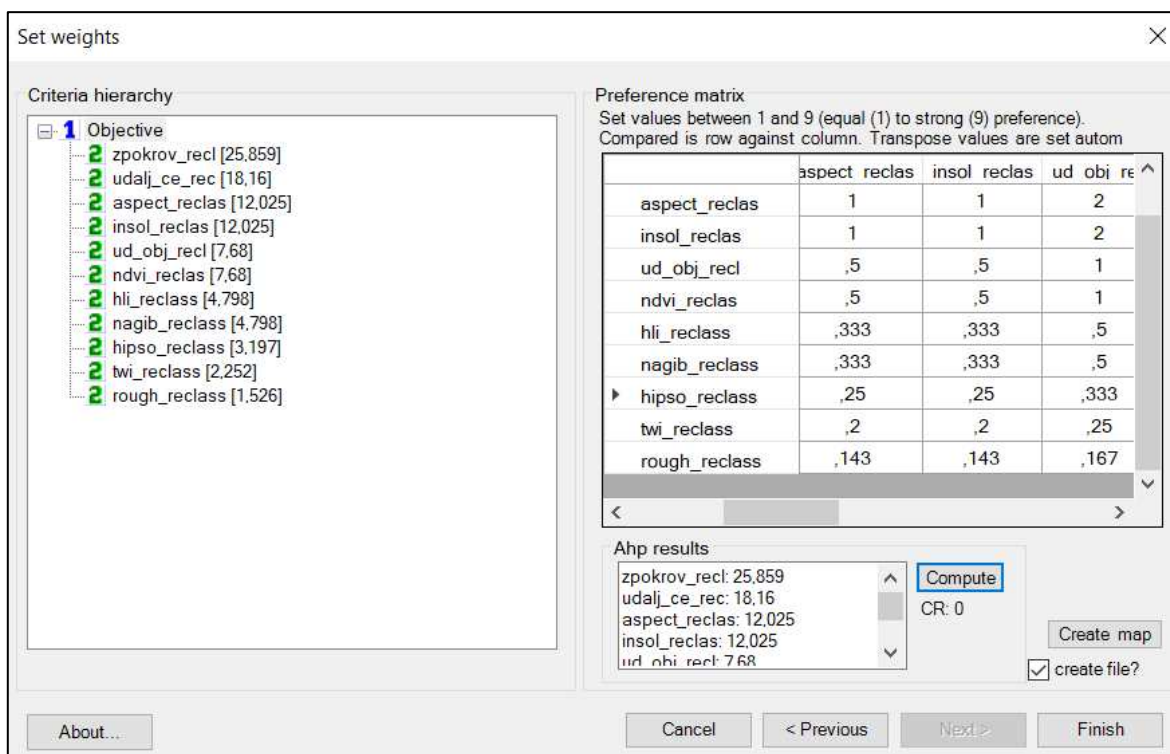 Set weights
Criteria hierarchy
1 Objective
2 zpokrov_recl [25,859]
2 udalj_ce_rec [18,16]
2 aspect_reclas [12,025]
2 insol_reclas [12,025]
2 ud_obj_recl [7,68]
2 ndvi_reclas [7,68]
2 hli_reclass [4,798]
2 nagib_reclass [4,798]
2 hipso_reclass [3,197]
2 twi_reclass [2,252]
2 rough_reclass [1,526]
About...
Preference matrix
Set values between 1 and 9 (equal (1) to strong (9) preference).
Compared is row against column. Transpose values are set autom
aspect_reclas insol_reclas ud_obj_re
aspect_reclas 1 1 2
insol_reclas 1 1 2
ud_obj_recl ,5 ,5 1
ndvi_reclas ,5 ,5 1
hli_reclass ,333 ,333 ,5
nagib_reclass ,333 ,333 ,5
hipso_reclass ,25 ,25 ,333
twi_reclass ,2 ,2 ,25
rough_reclass ,143 ,143 ,167
Ahp results
zpokrov_recl: 25,859
udalj_ce_rec: 18,16
aspect_reclas: 12,025
insol_reclas: 12,025
ud_obj_recl: 7,68
Compute
CR: 0
Create map
create file?
Cancel
< Previous
Next >
Finish